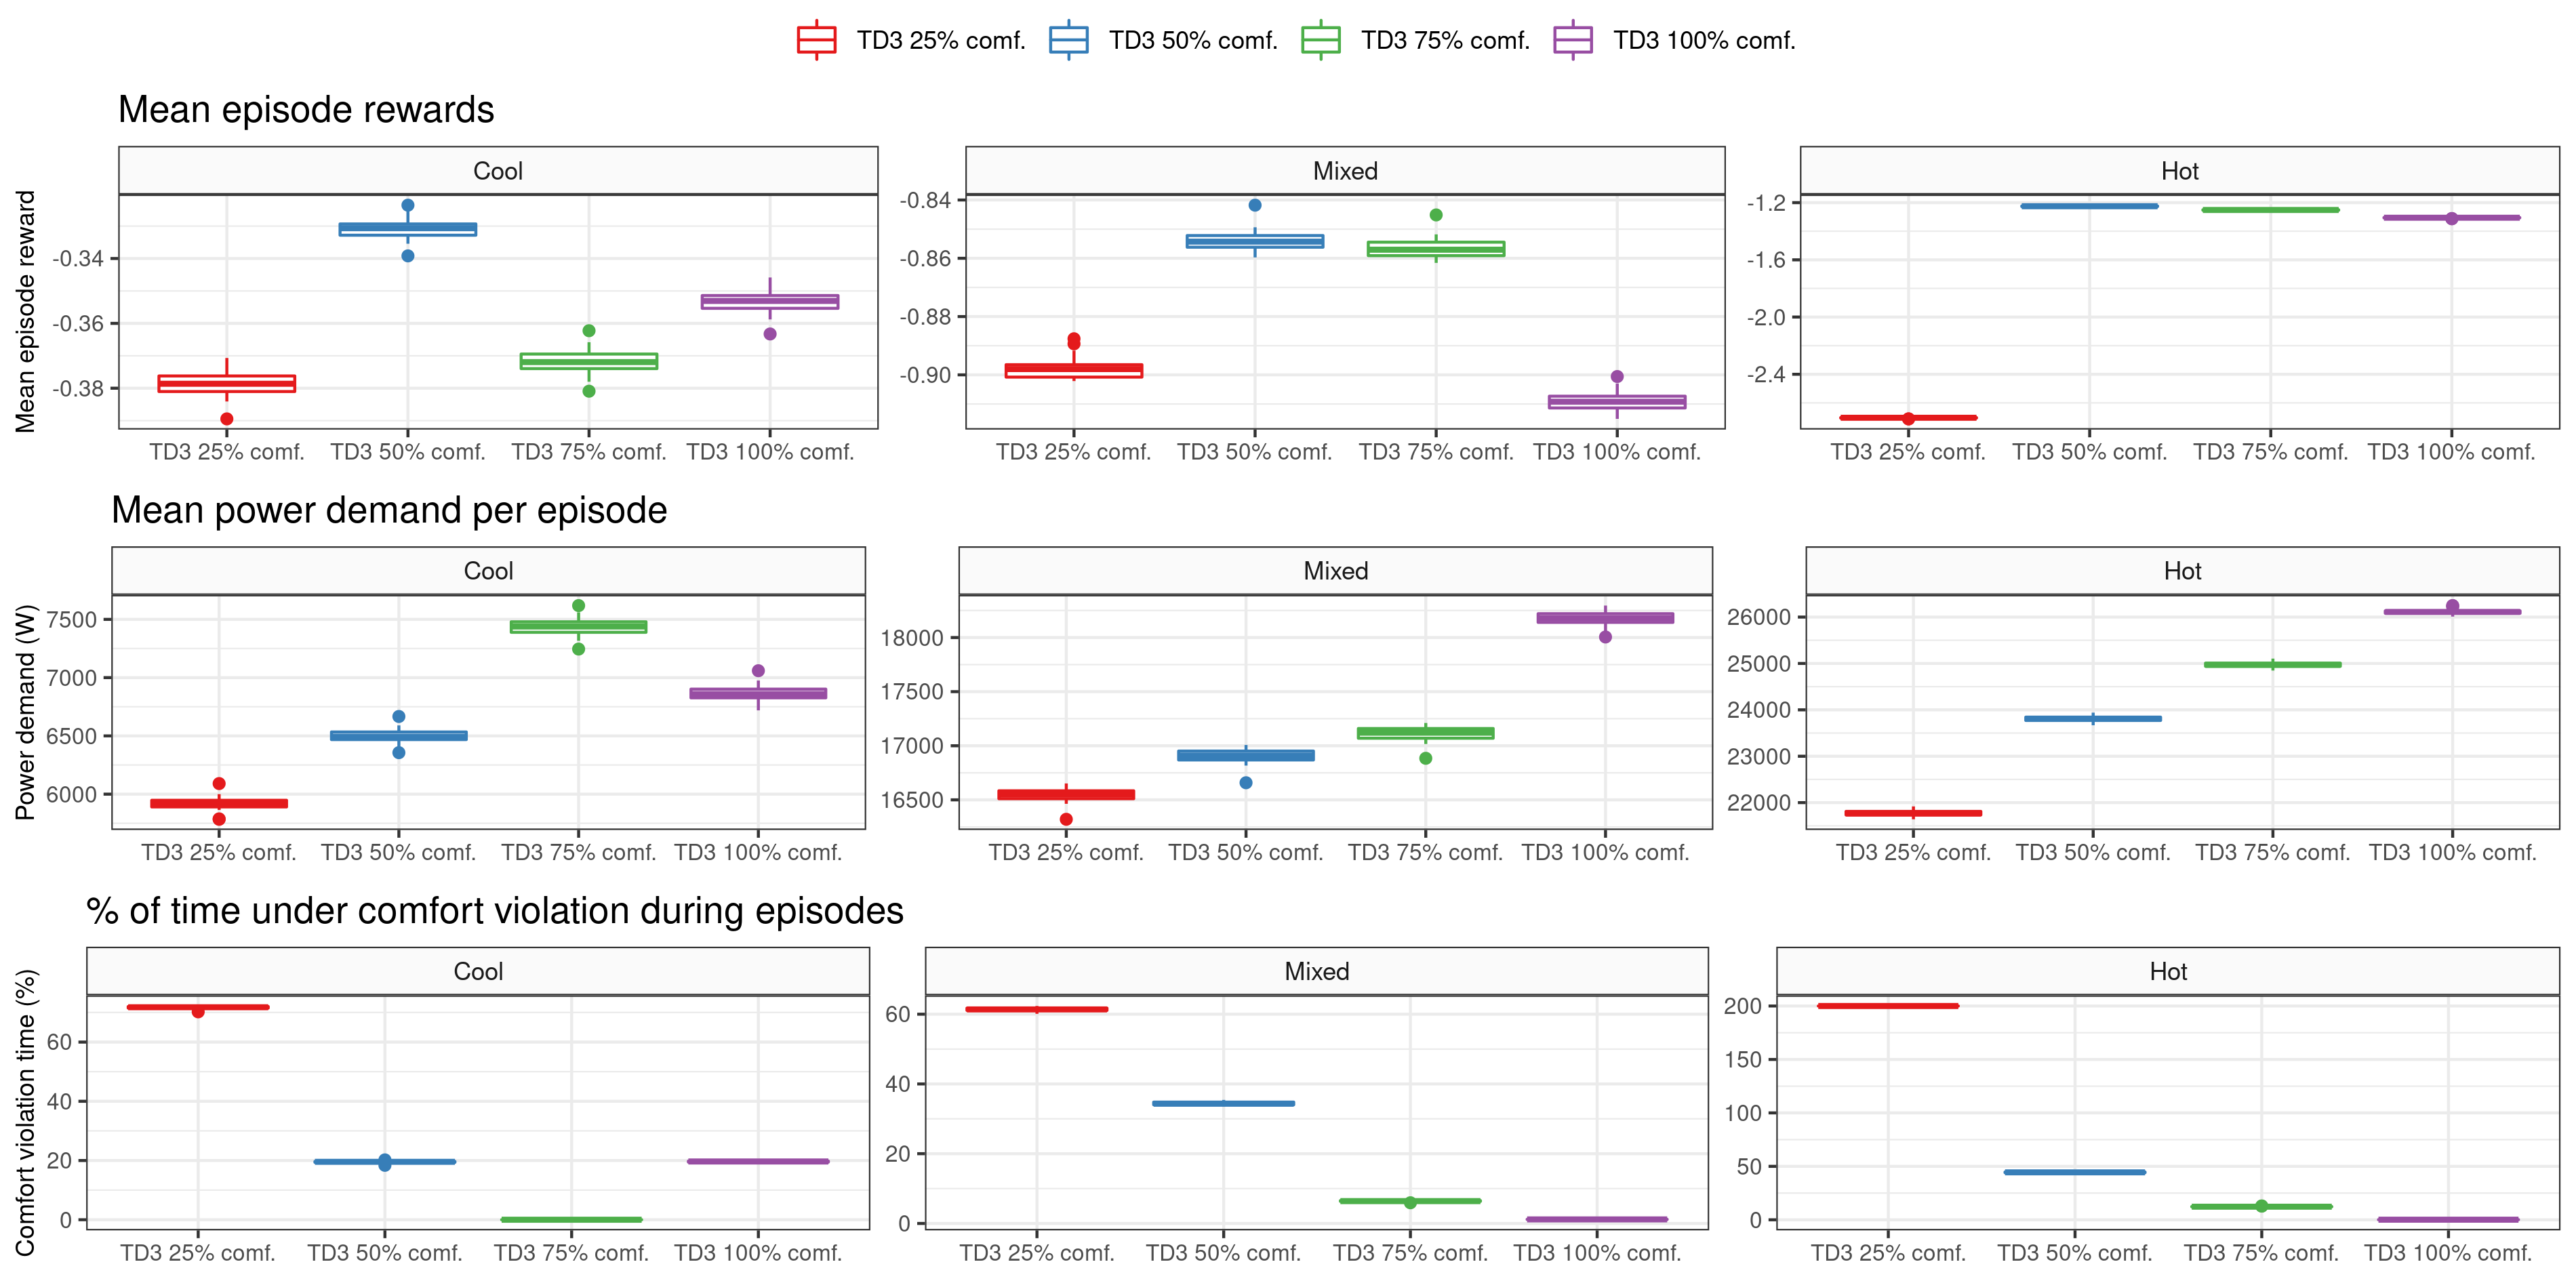 TD3 25% comf. TD3 50% comf. TD3 75% comf. TD3 100% comf.
Mean episode rewards
Cool Mixed Hot
Mean episode reward
-0.34
-0.36
-0.38
-0.84
-0.86
-0.88
-0.90
-1.2
-1.6
-2.0
-2.4
TD3 25% comf. TD3 50% comf. TD3 75% comf. TD3 100% comf. TD3 25% comf. TD3 50% comf. TD3 75% comf. TD3 100% comf. TD3 25% comf. TD3 50% comf. TD3 75% comf. TD3 100% comf.
Mean power demand per episode
Cool Mixed Hot
Power demand (W)
7500
7000
6500
6000
18000
17500
17000
16500
26000
25000
24000
23000
22000
TD3 25% comf. TD3 50% comf. TD3 75% comf. TD3 100% comf. TD3 25% comf. TD3 50% comf. TD3 75% comf. TD3 100% comf. TD3 25% comf. TD3 50% comf. TD3 75% comf. TD3 100% comf.
% of time under comfort violation during episodes
Cool Mixed Hot
Comfort violation time (%)
60
40
20
0
60
40
20
0
200
150
100
50
0
TD3 25% comf. TD3 50% comf. TD3 75% comf. TD3 100% comf. TD3 25% comf. TD3 50% comf. TD3 75% comf. TD3 100% comf. TD3 25% comf. TD3 50% comf. TD3 75% comf. TD3 100% comf.